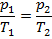 p₁/T₁ = p₂/T₂